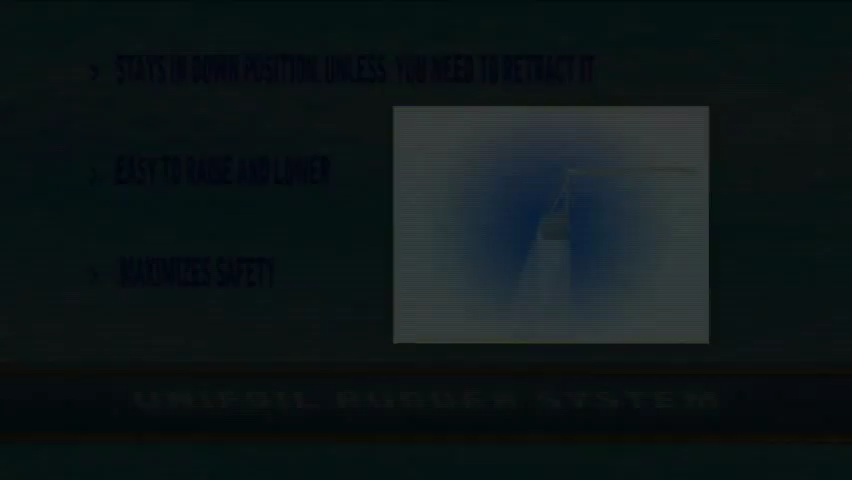 > STAYS IN DOWN POSITION, UNLESS YOU NEED TO RETRACT IT
> EASY TO RAISE AND LOWER
> MAXIMIZES SAFETY
UNIFOIL RUDDER SYSTEM